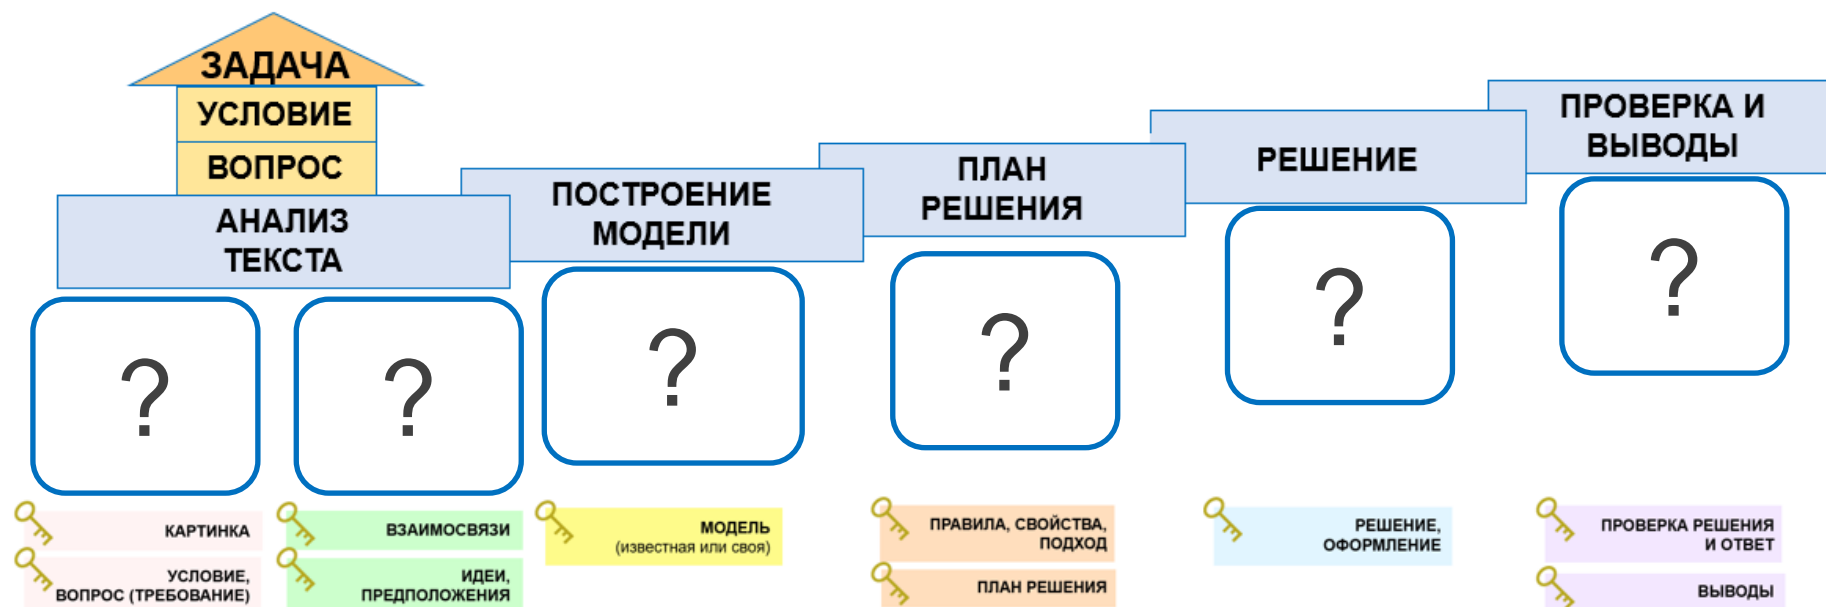 ЗАДАЧА
УСЛОВИЕ
ВОПРОС
АНАЛИЗ
ТЕКСТА
ПОСТРОЕНИЕ
МОДЕЛИ
ПЛАН
РЕШЕНИЯ
РЕШЕНИЕ
ПРОВЕРКА И
ВЫВОДЫ
?
?
?
?
?
?
КАРТИНКА
УСЛОВИЕ,
ВОПРОС (ТРЕБОВАНИЕ)
ВЗАИМОСВЯЗИ
ИДЕИ,
ПРЕДПОЛОЖЕНИЯ
МОДЕЛЬ
(известная или своя)
ПРАВИЛА, СВОЙСТВА,
ПОДХОД
ПЛАН РЕШЕНИЯ
РЕШЕНИЕ,
ОФОРМЛЕНИЕ
ПРОВЕРКА РЕШЕНИЯ
И ОТВЕТ
ВЫВОДЫ